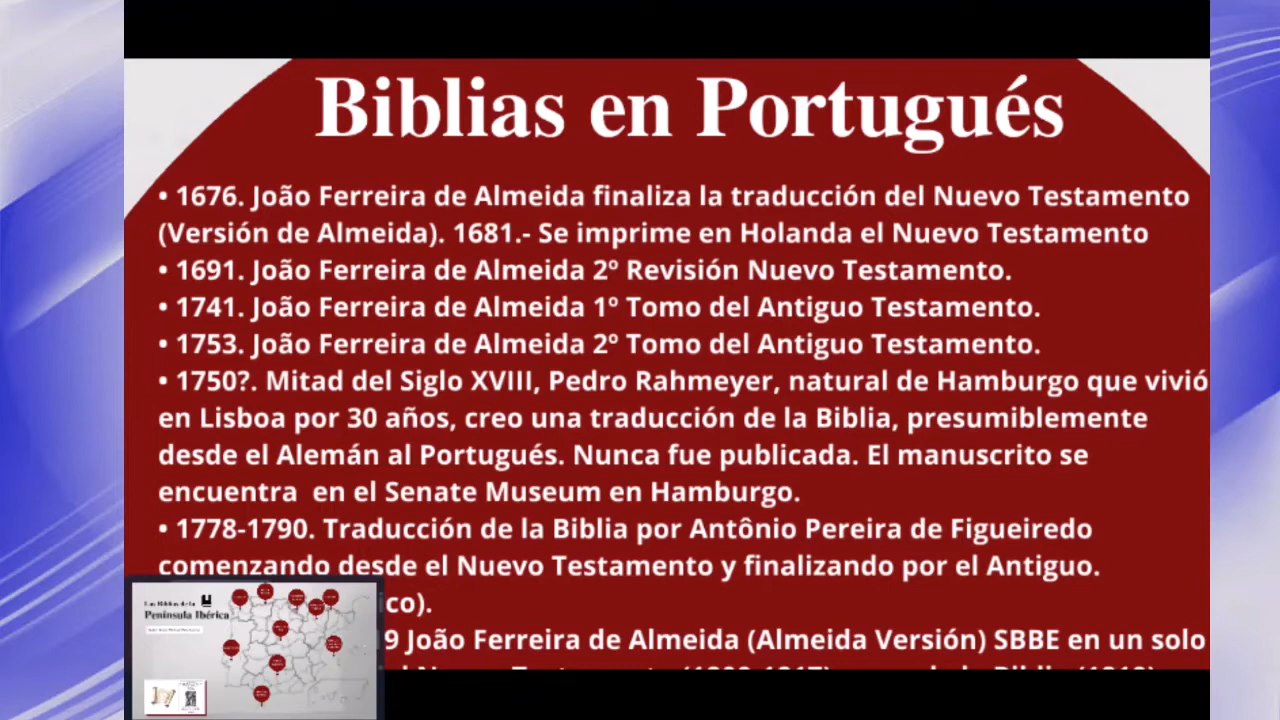 Biblias en Portugués
• 1676. João Ferreira de Almeida finaliza la traducción del Nuevo Testamento
(Versión de Almeida). 1681.- Se imprime en Holanda el Nuevo Testamento
• 1691. João Ferreira de Almeida 2º Revisión Nuevo Testamento.
• 1741. João Ferreira de Almeida 1º Tomo del Antiguo Testamento.
• 1753. João Ferreira de Almeida 2º Tomo del Antiguo Testamento.
• 1750?. Mitad del Siglo XVIII, Pedro Rahmeyer, natural de Hamburgo que vivió
en Lisboa por 30 años, creo una traducción de la Biblia, presumiblemente
desde el Alemán al Portugués. Nunca fue publicada. El manuscrito se
encuentra en el Senate Museum en Hamburgo.
• 1778-1790. Traducción de la Biblia por Antônio Pereira de Figueiredo
comenzando desde el Nuevo Testamento y finalizando por el Antiguo.
co).
9 João Ferreira de Almeida (Almeida Versión) SBBE en un solo
Las Biblias de la
Península Ibérica